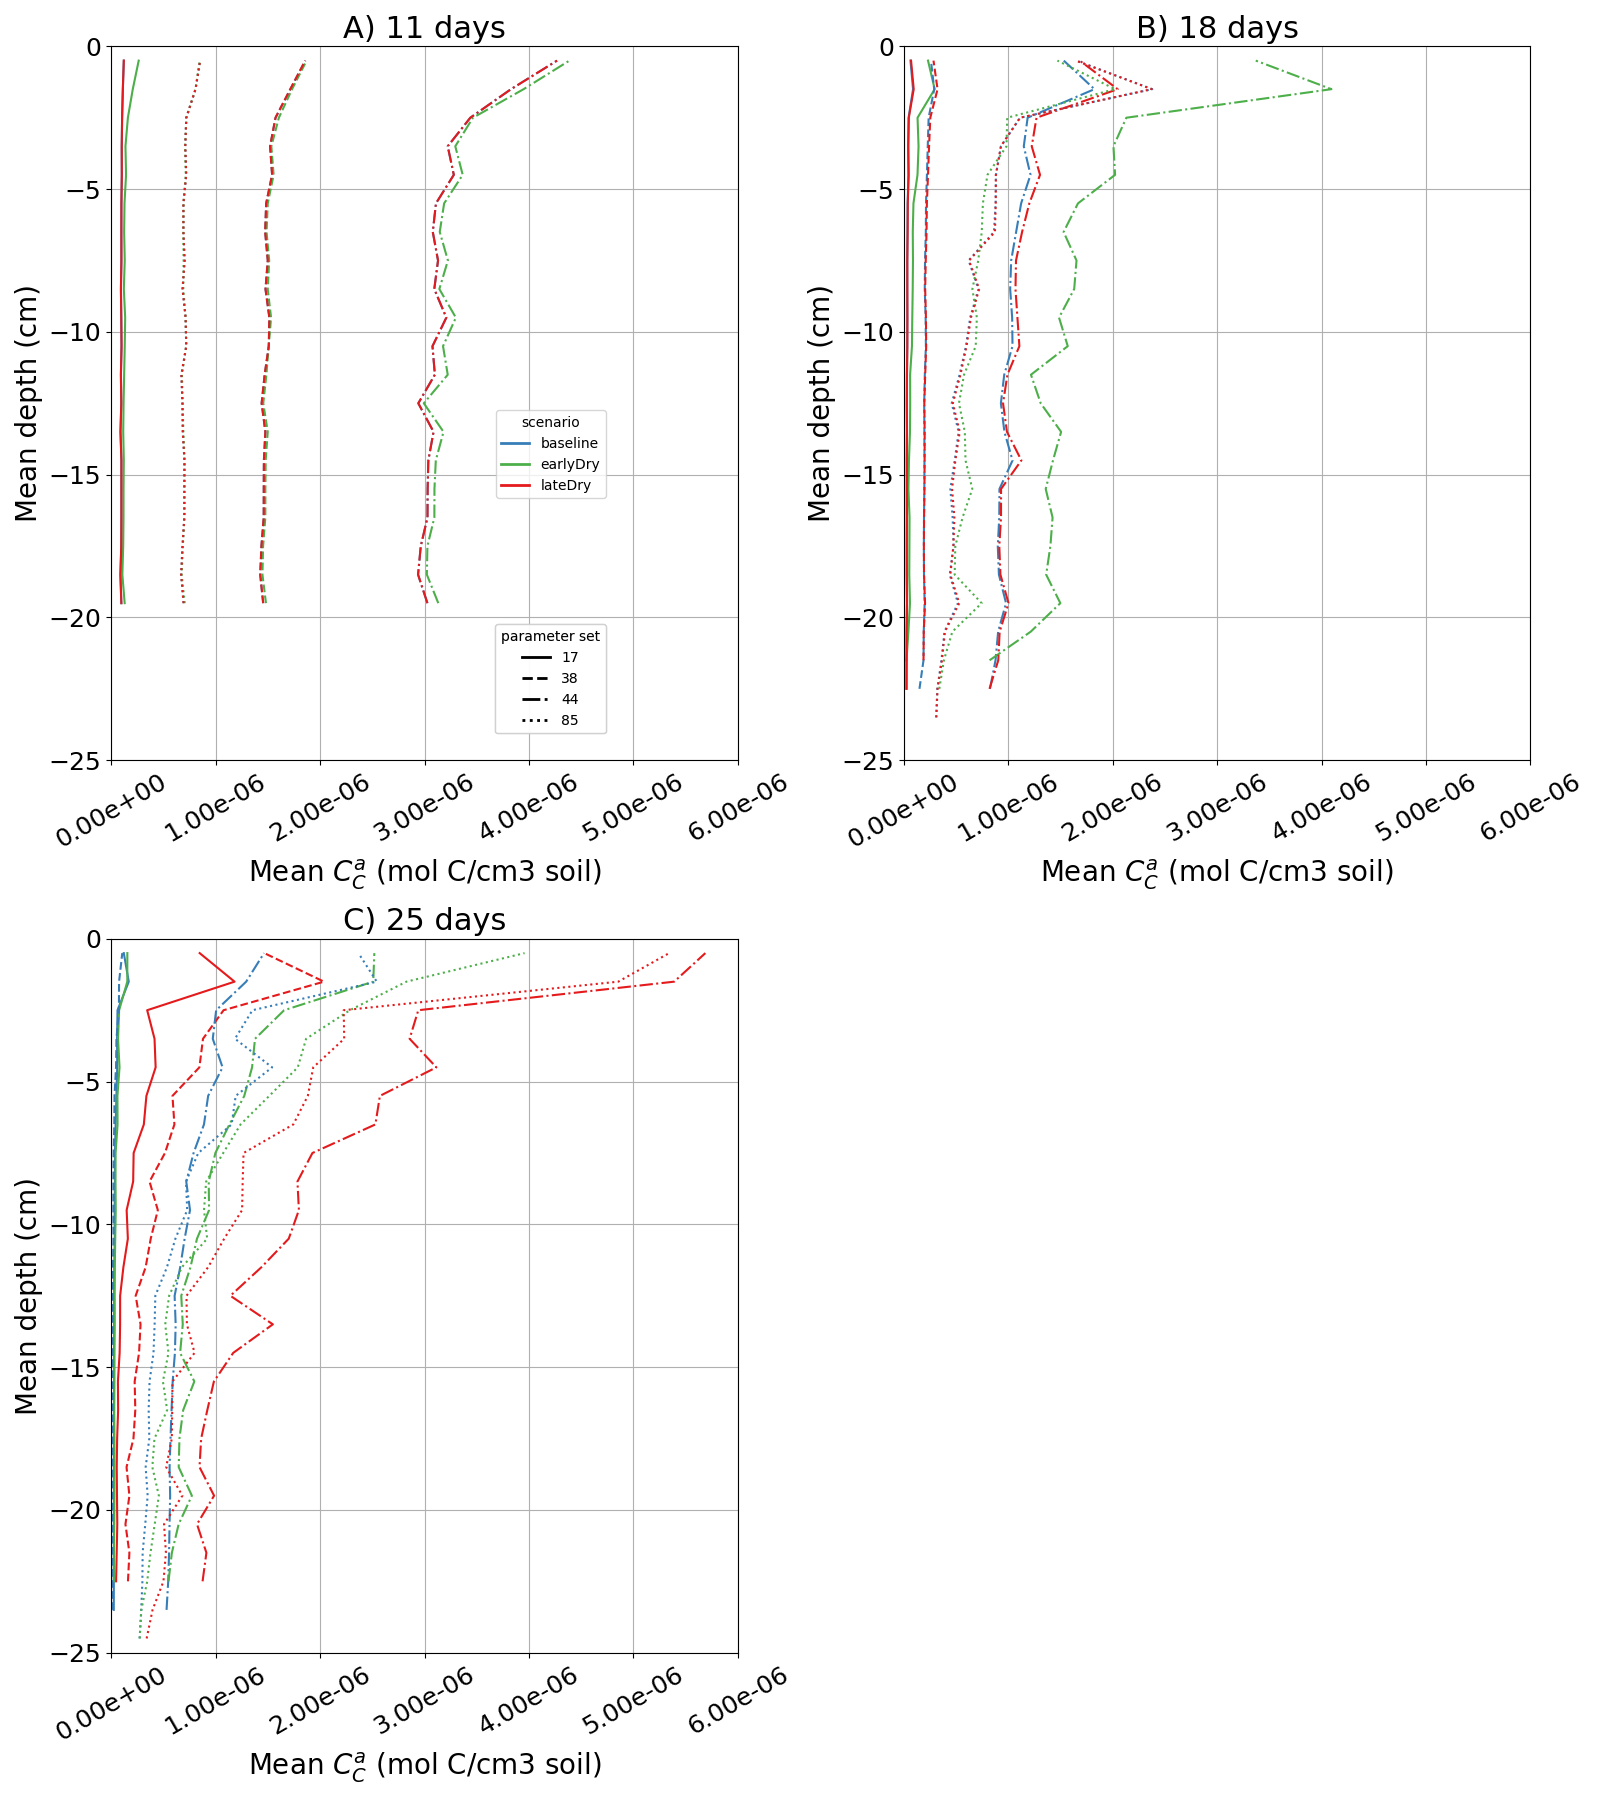 A) 11 days
0
−5
−10
−15
−20
−25
Mean depth (cm)
scenario
baseline
earlyDry
lateDry
parameter set
17
38
44
85
0.00e+00
1.00e-06
2.00e-06
3.00e-06
4.00e-06
5.00e-06
6.00e-06
Mean $C_C^a$ (mol C/cm3 soil)
B) 18 days
0
−5
−10
−15
−20
−25
Mean depth (cm)
0.00e+00
1.00e-06
2.00e-06
3.00e-06
4.00e-06
5.00e-06
6.00e-06
Mean $C_C^a$ (mol C/cm3 soil)
C) 25 days
0
−5
−10
−15
−20
−25
Mean depth (cm)
0.00e+00
1.00e-06
2.00e-06
3.00e-06
4.00e-06
5.00e-06
6.00e-06
Mean $C_C^a$ (mol C/cm3 soil)